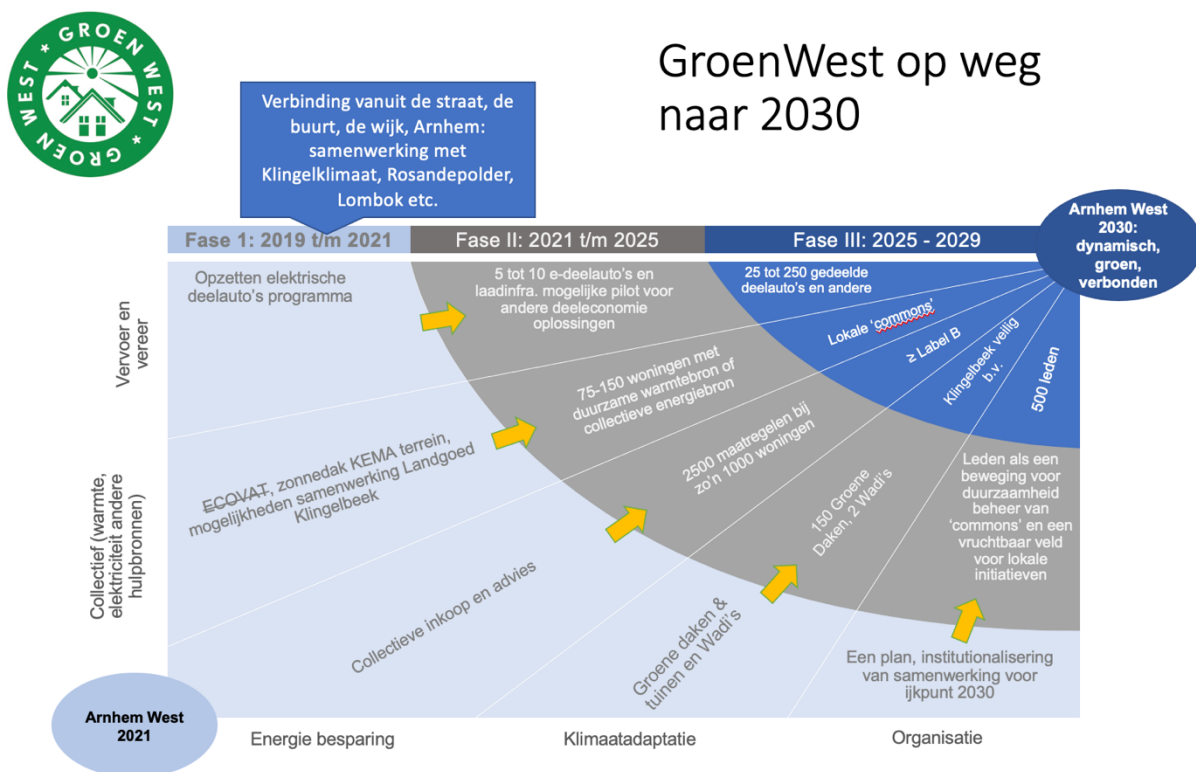 GROEN WEST * GROEN WEST * GROEN WEST *
GroenWest op weg
naar 2030
Verbinding vanuit de straat, de
buurt, de wijk, Arnhem:
samenwerking met
Klingelklimaat, Rosandepolder,
Lombok etc.
Fase 1: 2019 t/m 2021
Fase II: 2021 t/m 2025
Fase III: 2025 - 2029
Arnhem West
2030:
dynamisch,
groen,
verbonden
Vervoer en
vereer
Opzetten elektrische
deelauto's programma
5 tot 10 e-deelauto's en
laadinfra. mogelijke pilot voor
andere deeleconomie
oplossingen
25 tot 250 gedeelde
deelauto's en andere
Collectief (warmte,
elektriciteit andere
hulpbronnen)
ECOVAT, zonnedak KEMA terrein,
mogelijkheden samenwerking Landgoed
Klingelbeek
75-150 woningen met
duurzame warmtebron of
collectieve energiebron
Lokale 'commons'
Collectieve inkoop en advies
2500 maatregelen bij
zo'n 1000 woningen
≥ Label B
Groene daken &
tuinen en Wadi's
150 Groene
Daken, 2 Wadi's
Klingelbeek veilig
b.v.
Een plan, institutionalisering
van samenwerking voor
ijkpunt 2030
Leden als een
beweging voor
duurzaamheid
beheer van
'commons' en een
vruchtbaar veld
voor lokale
initiatieven
500 leden
Arnhem West
2021
Energie besparing
Klimaatadaptatie
Organisatie